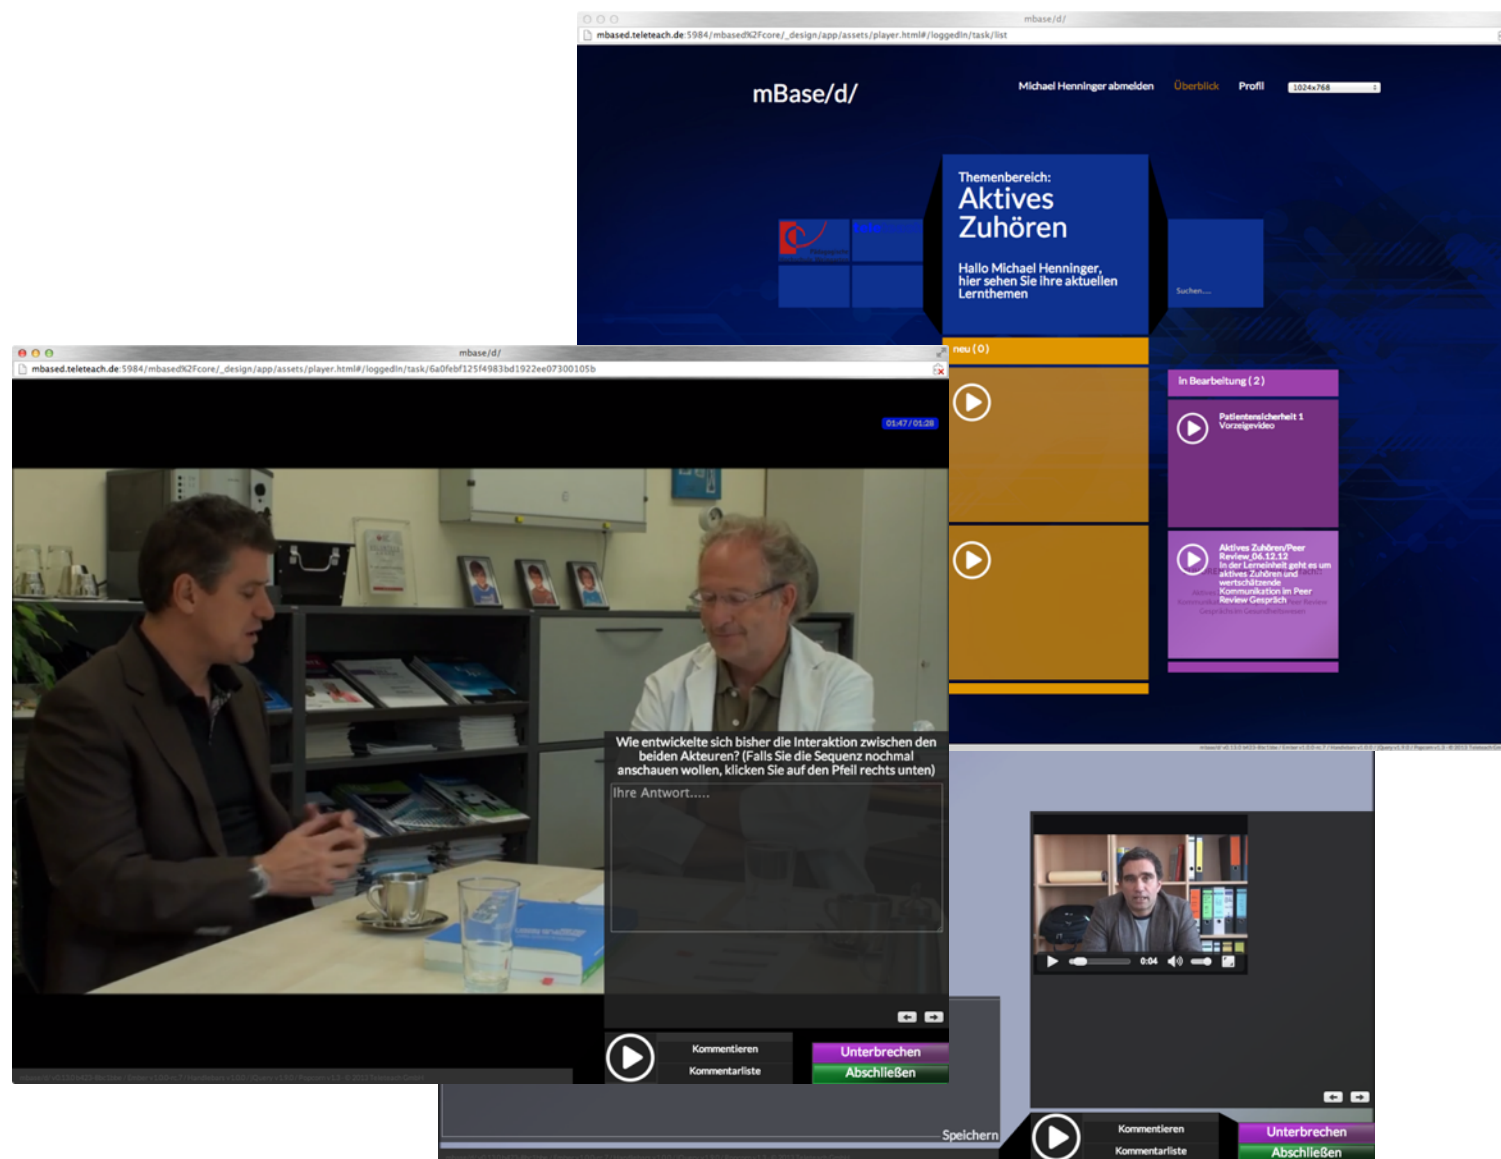 mbase/d/
mbased.teleteach.de:5984/mbased%2Fcore/_design/app/assets/player.html#/loggedIn/task/list
mBase/d/
Michael Henninger abmelden
Überblick
Profil
1024x768
Themenbereich:
Aktives
Zuhören
Hallo Michael Henninger,
hier sehen Sie ihre aktuellen
Lernthemen
Suchen....
neu ( 0 )
in Bearbeitung ( 2 )
Patientensicherheit 1
Vorzeigevideo
Aktives Zuhören/Peer
Review_06.12.12
In der Lerneinheit geht es um
aktives Zuhören und
wertschätzende
Kommunikation im Peer
Review Gespräch
mbase/d/
mbased.teleteach.de:5984/mbased%2Fcore/_design/app/assets/player.html#/loggedIn/task/6a0febf125f4983bd1922ee07300105b
01:47 / 01:28
Wie entwickelte sich bisher die Interaktion zwischen den
beiden Akteuren? (Falls Sie die Sequenz nochmal
anschauen wollen, klicken Sie auf den Pfeil rechts unten)
Ihre Antwort.....
Kommentieren
Kommentarliste
Unterbrechen
Abschließen
0:04
Speichern
Kommentieren
Kommentarliste
Unterbrechen
Abschließen